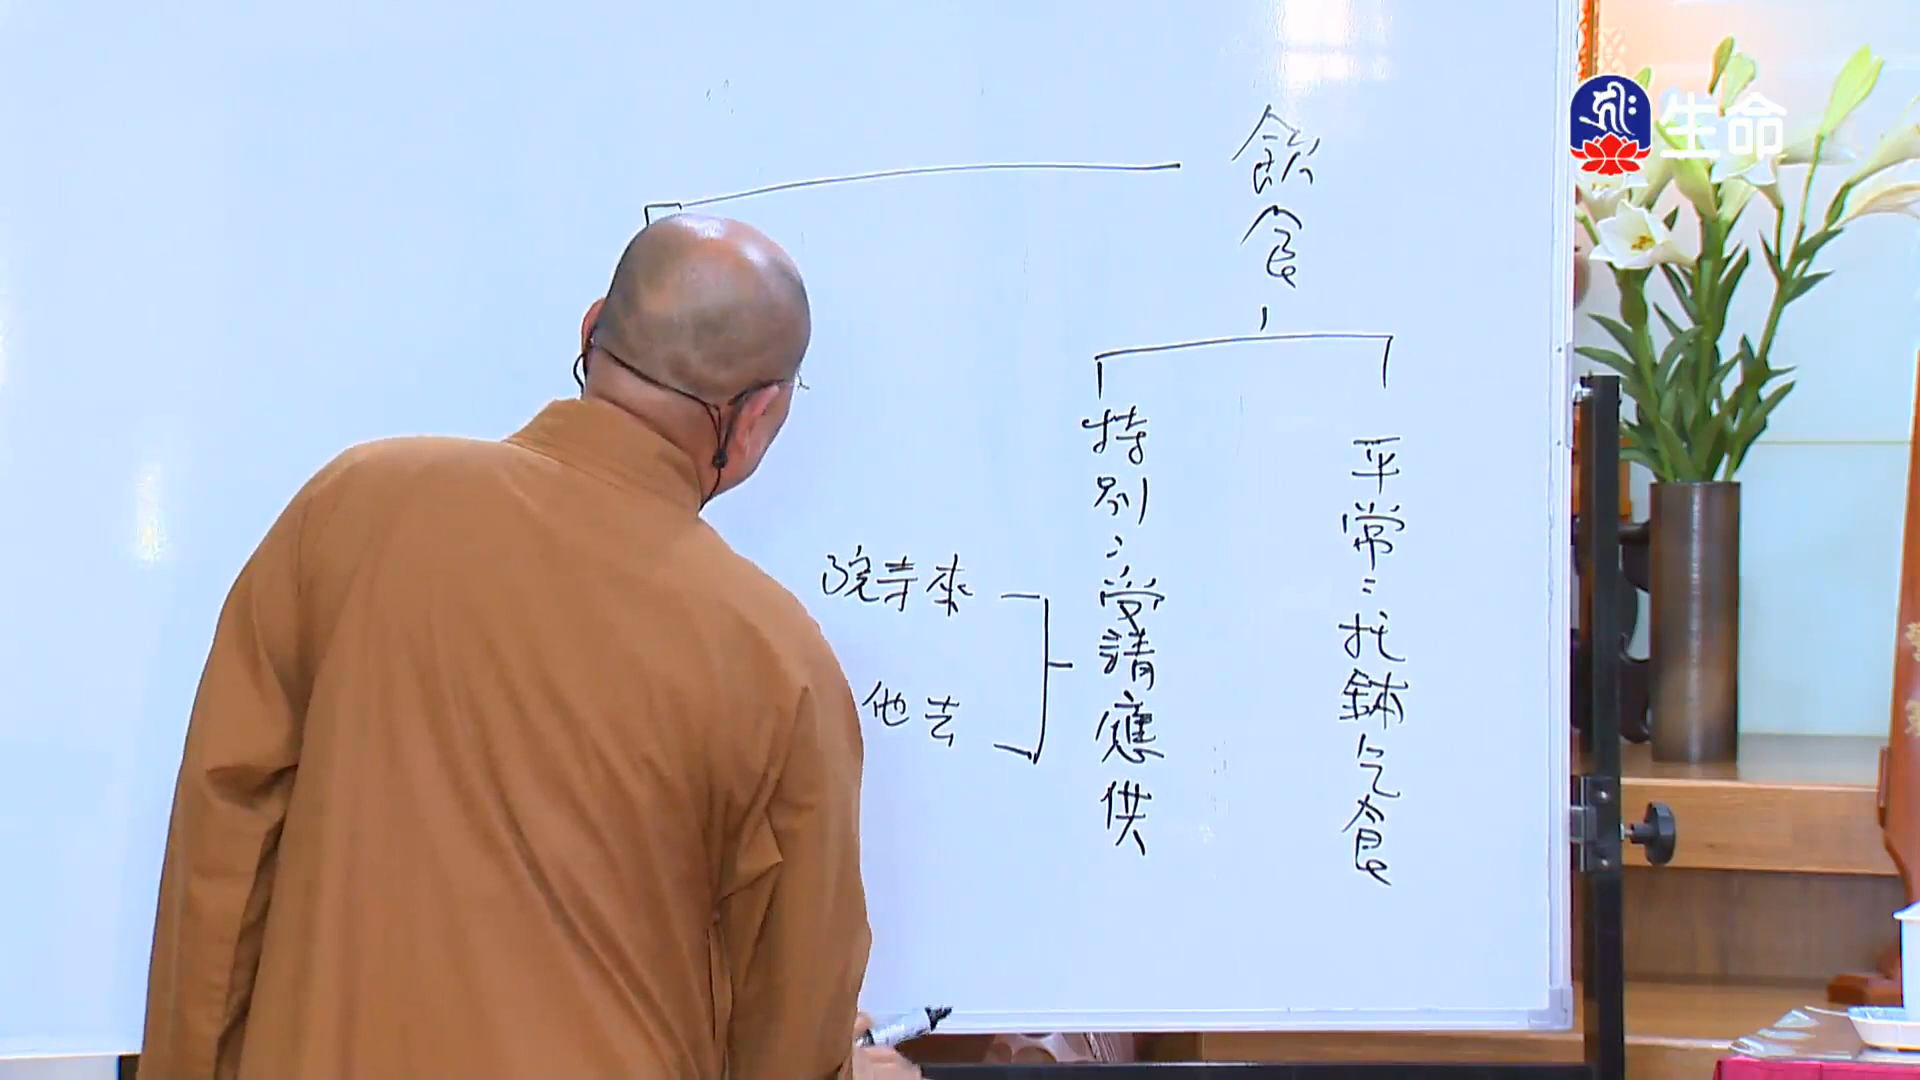 生命
飲食
平常：托鉢乞食
特別：受請應供
來寺院
去他